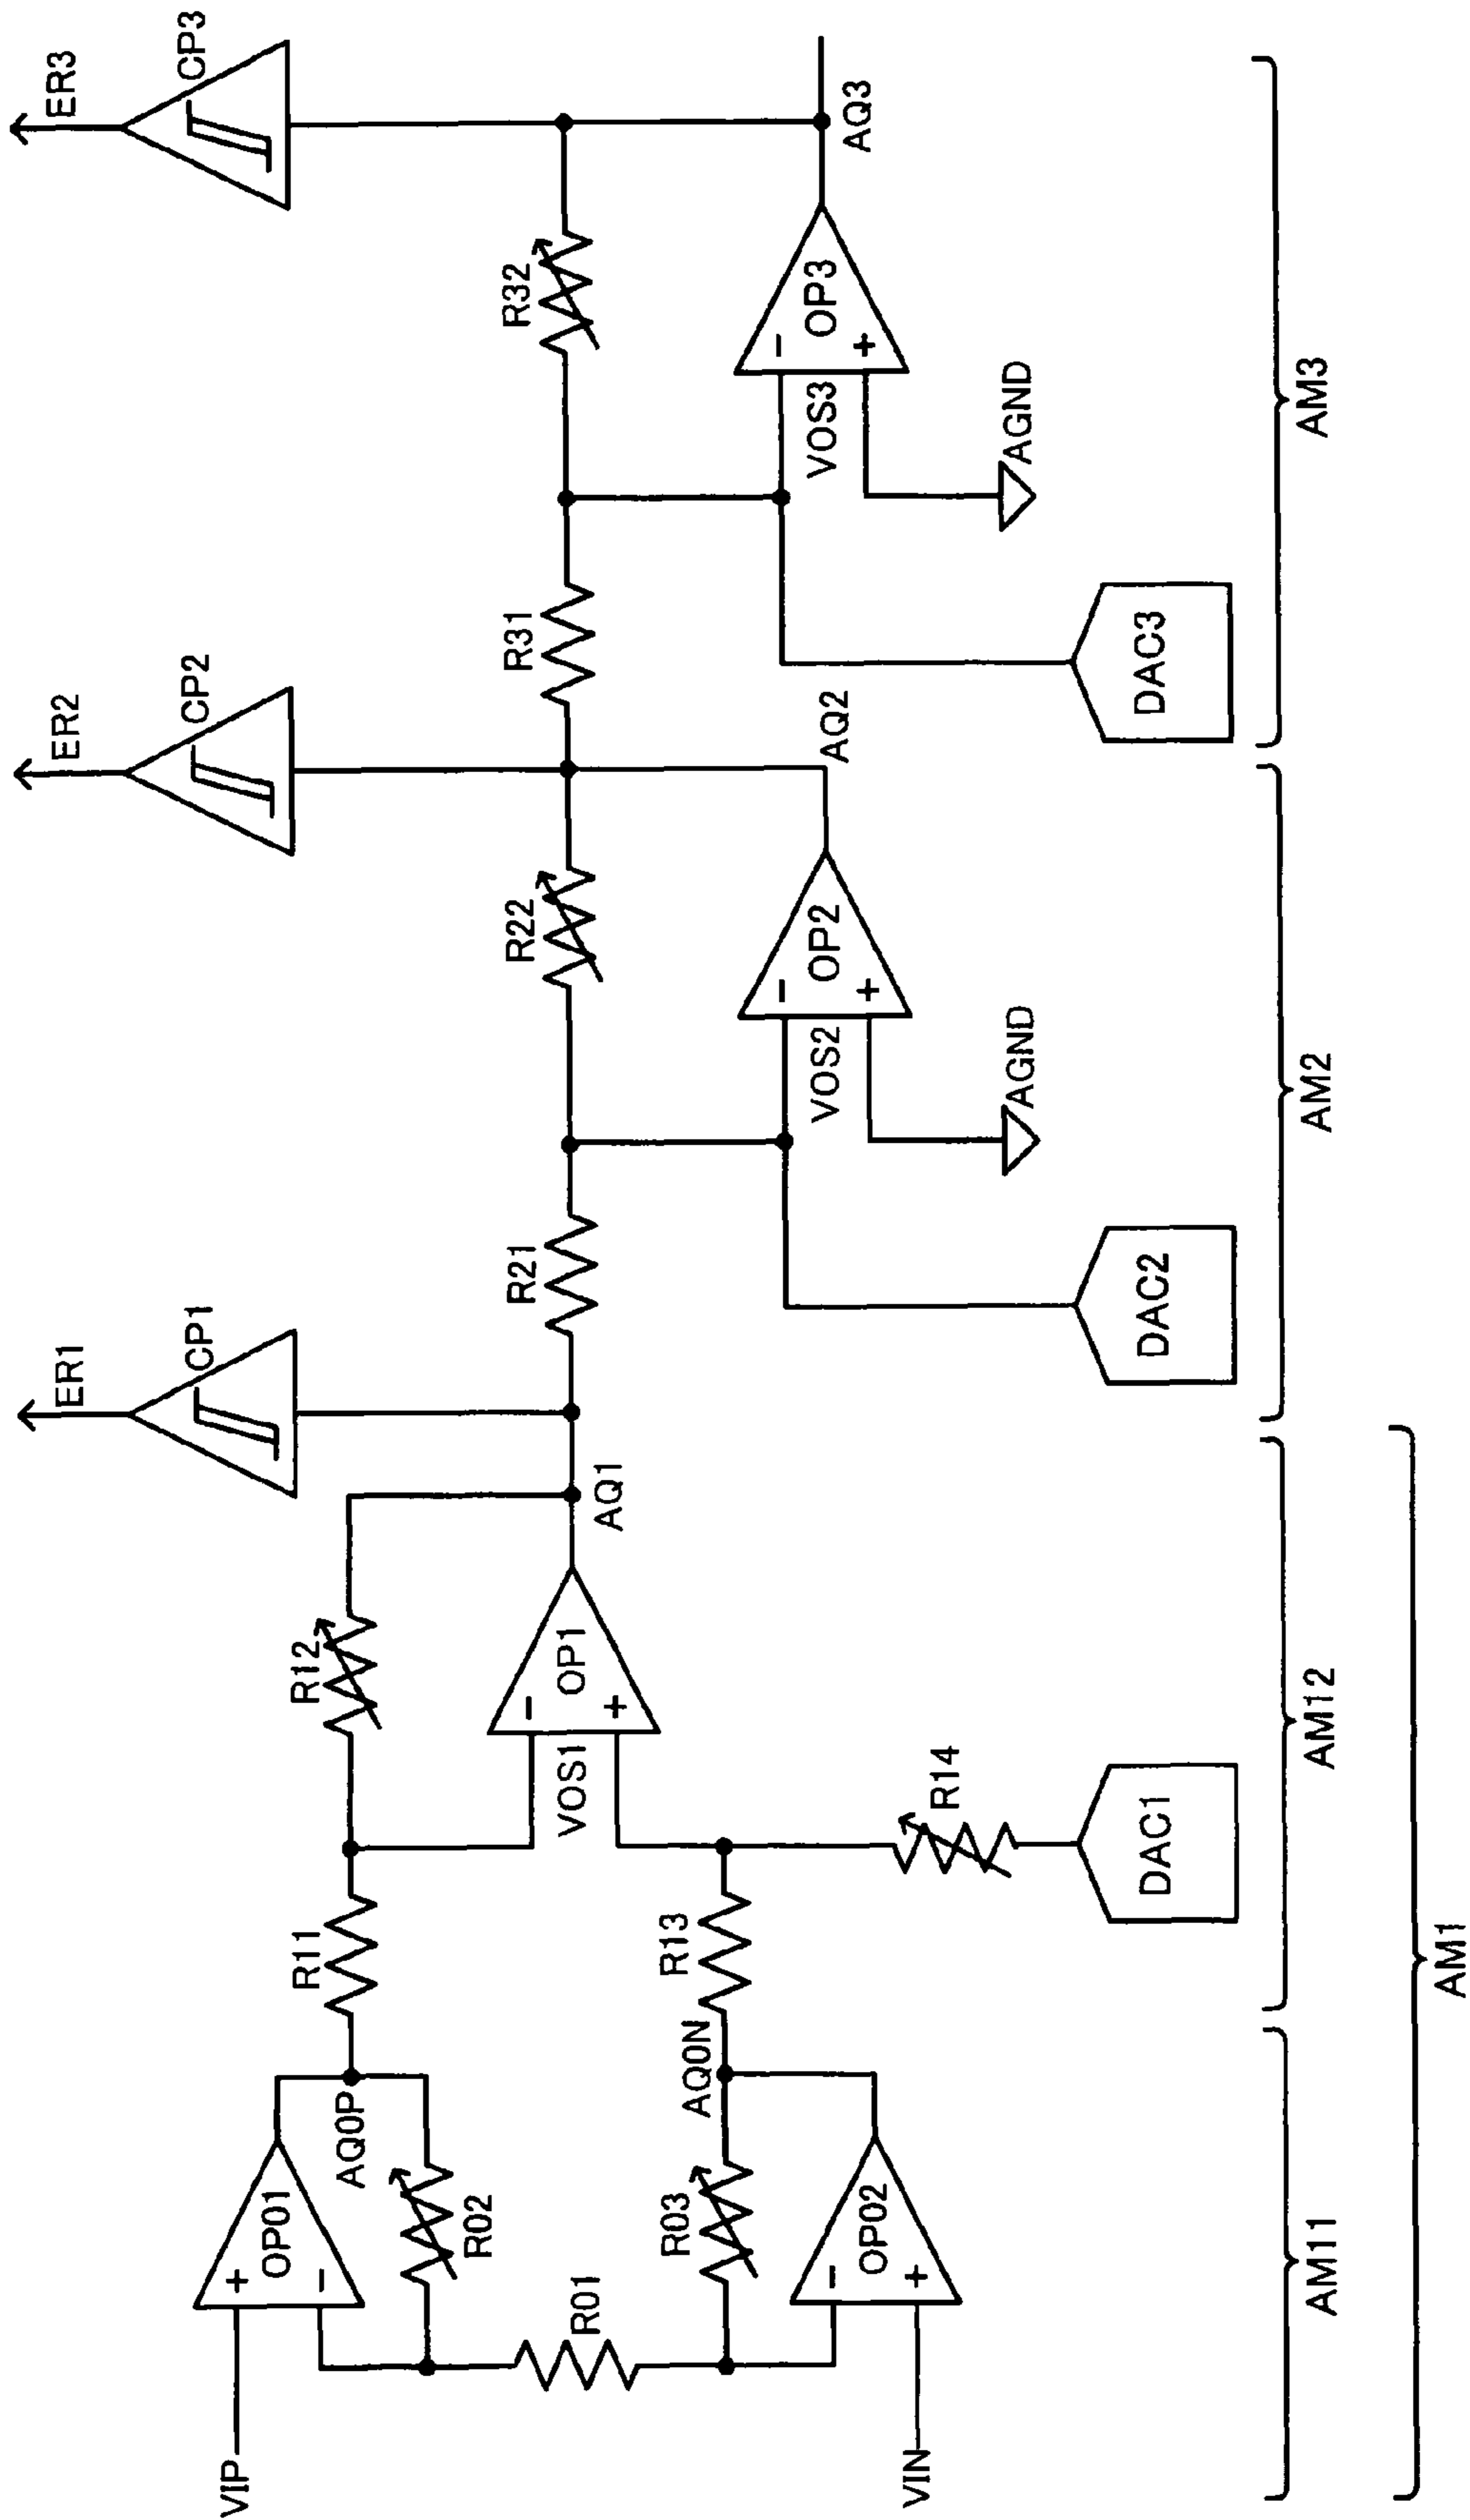 ER1
ER2
ER3
CP1
CP2
CP3
R12
R11
R21
R22
R31
R32
VIP
+
OP01
−
AQ0P
R02
R01
−
OP1
+
VOS1
AQ1
R03
AQ0N
R13
−
OP02
+
VIN
R14
DAC1
VOS2
−
OP2
+
AQ2
AGND
DAC2
VOS3
−
OP3
+
AQ3
AGND
DAC3
AM11
AM12
AM2
AM3
AM1